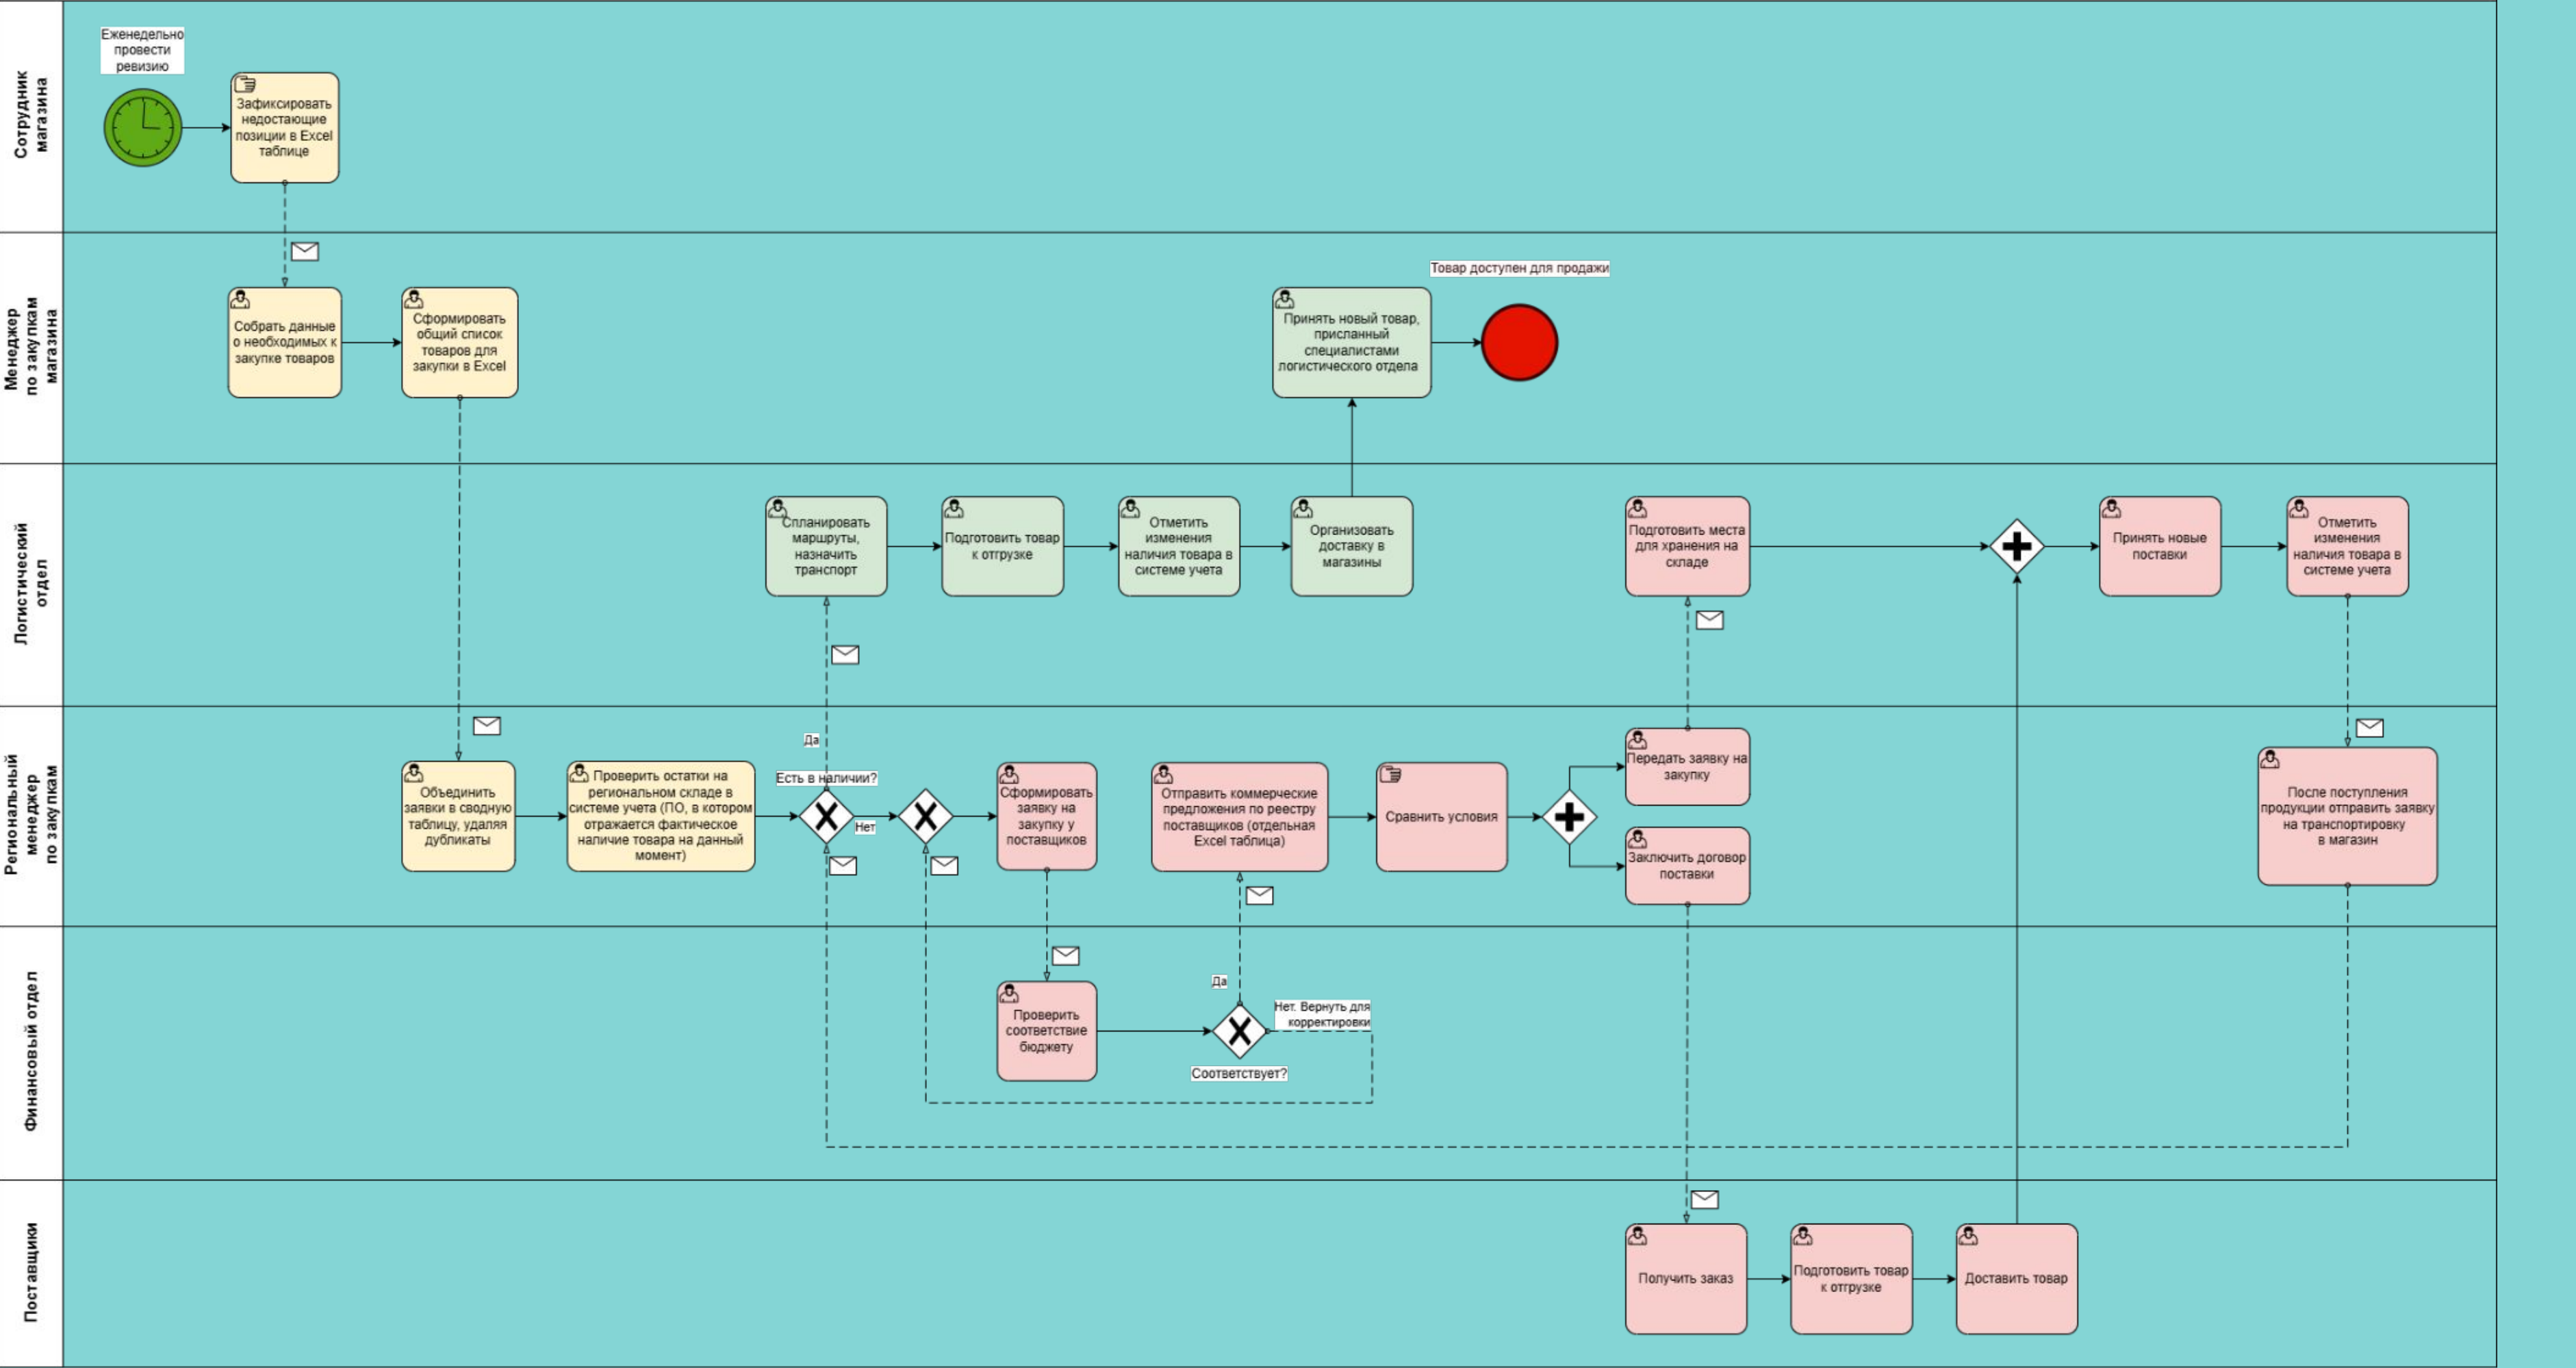 Сотрудник
магазина
Еженедельно
провести
ревизию
Зафиксировать
недостающие
позиции в Excel
таблице
Менеджер
по закупкам
магазина
Собрать данные
о необходимых к
закупке товаров
Сформировать
общий список
товаров для
закупки в Excel
Принять новый товар,
присланный
специалистами
логистического отдела
Товар доступен для продажи
Логистический
отдел
Спланировать
маршруты,
назначить
транспорт
Подготовить товар
к отгрузке
Отметить
изменения
наличия товара в
системе учета
Организовать
доставку в
магазины
Подготовить места
для хранения на
складе
Принять новые
поставки
Отметить
изменения
наличия товара в
системе учета
Региональный
менеджер
по закупкам
Объединить
заявки в сводную
таблицу, удаляя
дубликаты
Проверить остатки на
региональном складе в
системе учета (ПО, в котором
отражается фактическое
наличие товара на данный
момент)
Да
Есть в наличии?
Нет
Сформировать
заявку на
закупку у
поставщиков
Отправить коммерческие
предложения по реестру
поставщиков (отдельная
Excel таблица)
Сравнить условия
Передать заявку на
закупку
Заключить договор
поставки
После поступления
продукции отправить заявку
на транспортировку
в магазин
Финансовый отдел
Проверить
соответствие
бюджету
Да
Нет. Вернуть для
корректировки
Соответствует?
Поставщики
Получить заказ
Подготовить товар
к отгрузке
Доставить товар